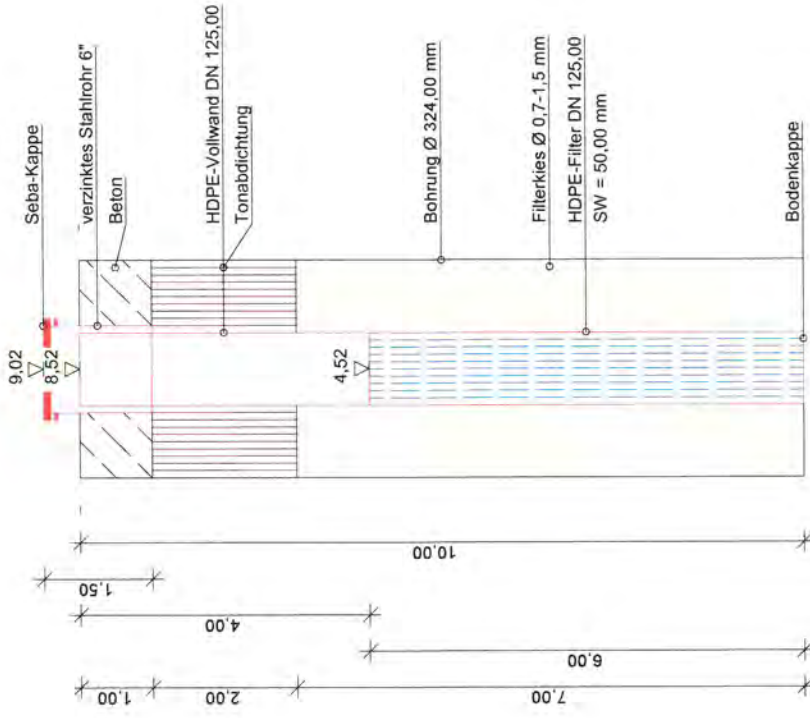 Seba-Kappe
verzinktes Stahlrohr 6"
Beton
HDPE-Vollwand DN 125,00
Tonabdichtung
Bohrung Ø 324,00 mm
Filterkies Ø 0,7-1,5 mm
HDPE-Filter DN 125,00
SW = 50,00 mm
Bodenkappe
9,02
8,52
4,52
10,00
1,50
4,00
6,00
1,00
2,00
7,00